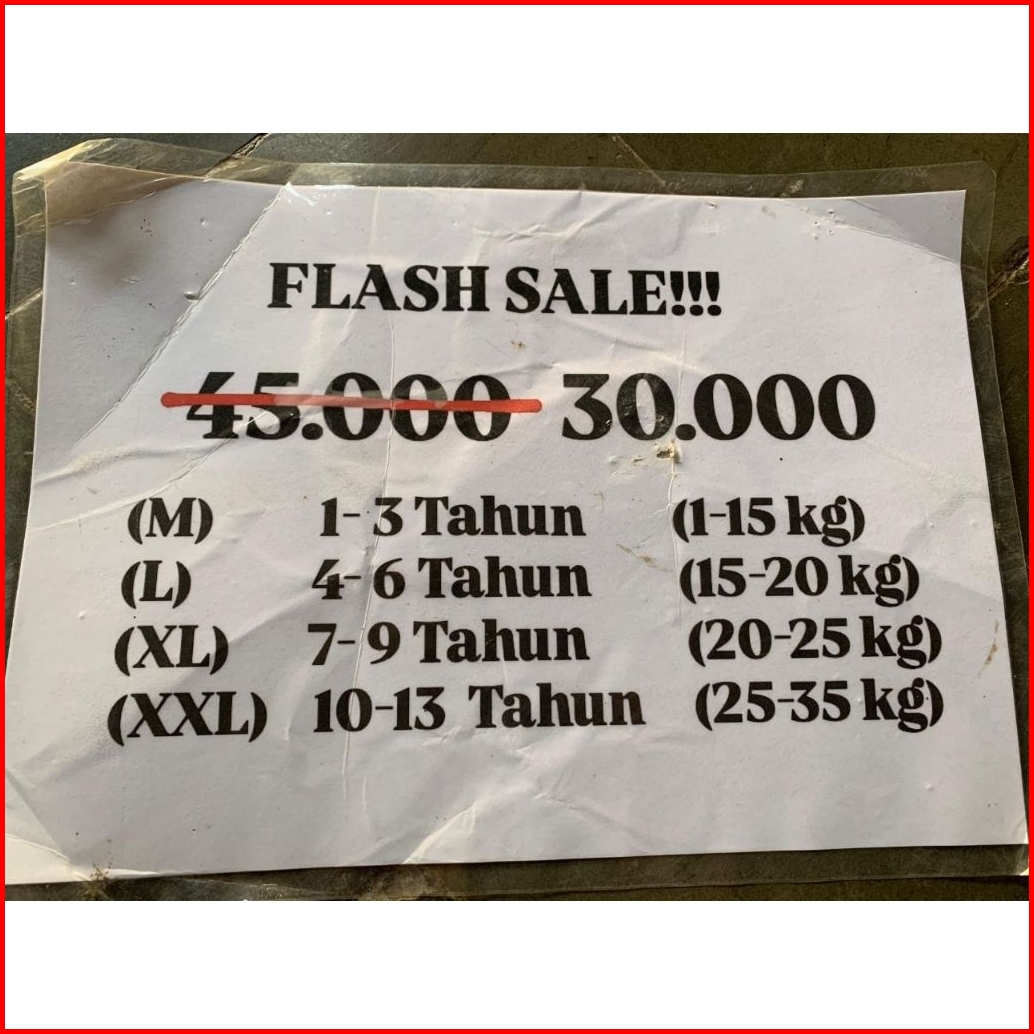 FLASH SALE!!!
45.000 30.000
(M) 1- 3 Tahun (1-15 kg)
(L) 4- 6 Tahun (15-20 kg)
(XL) 7- 9 Tahun (20-25 kg)
(XXL) 10-13 Tahun (25-35 kg)